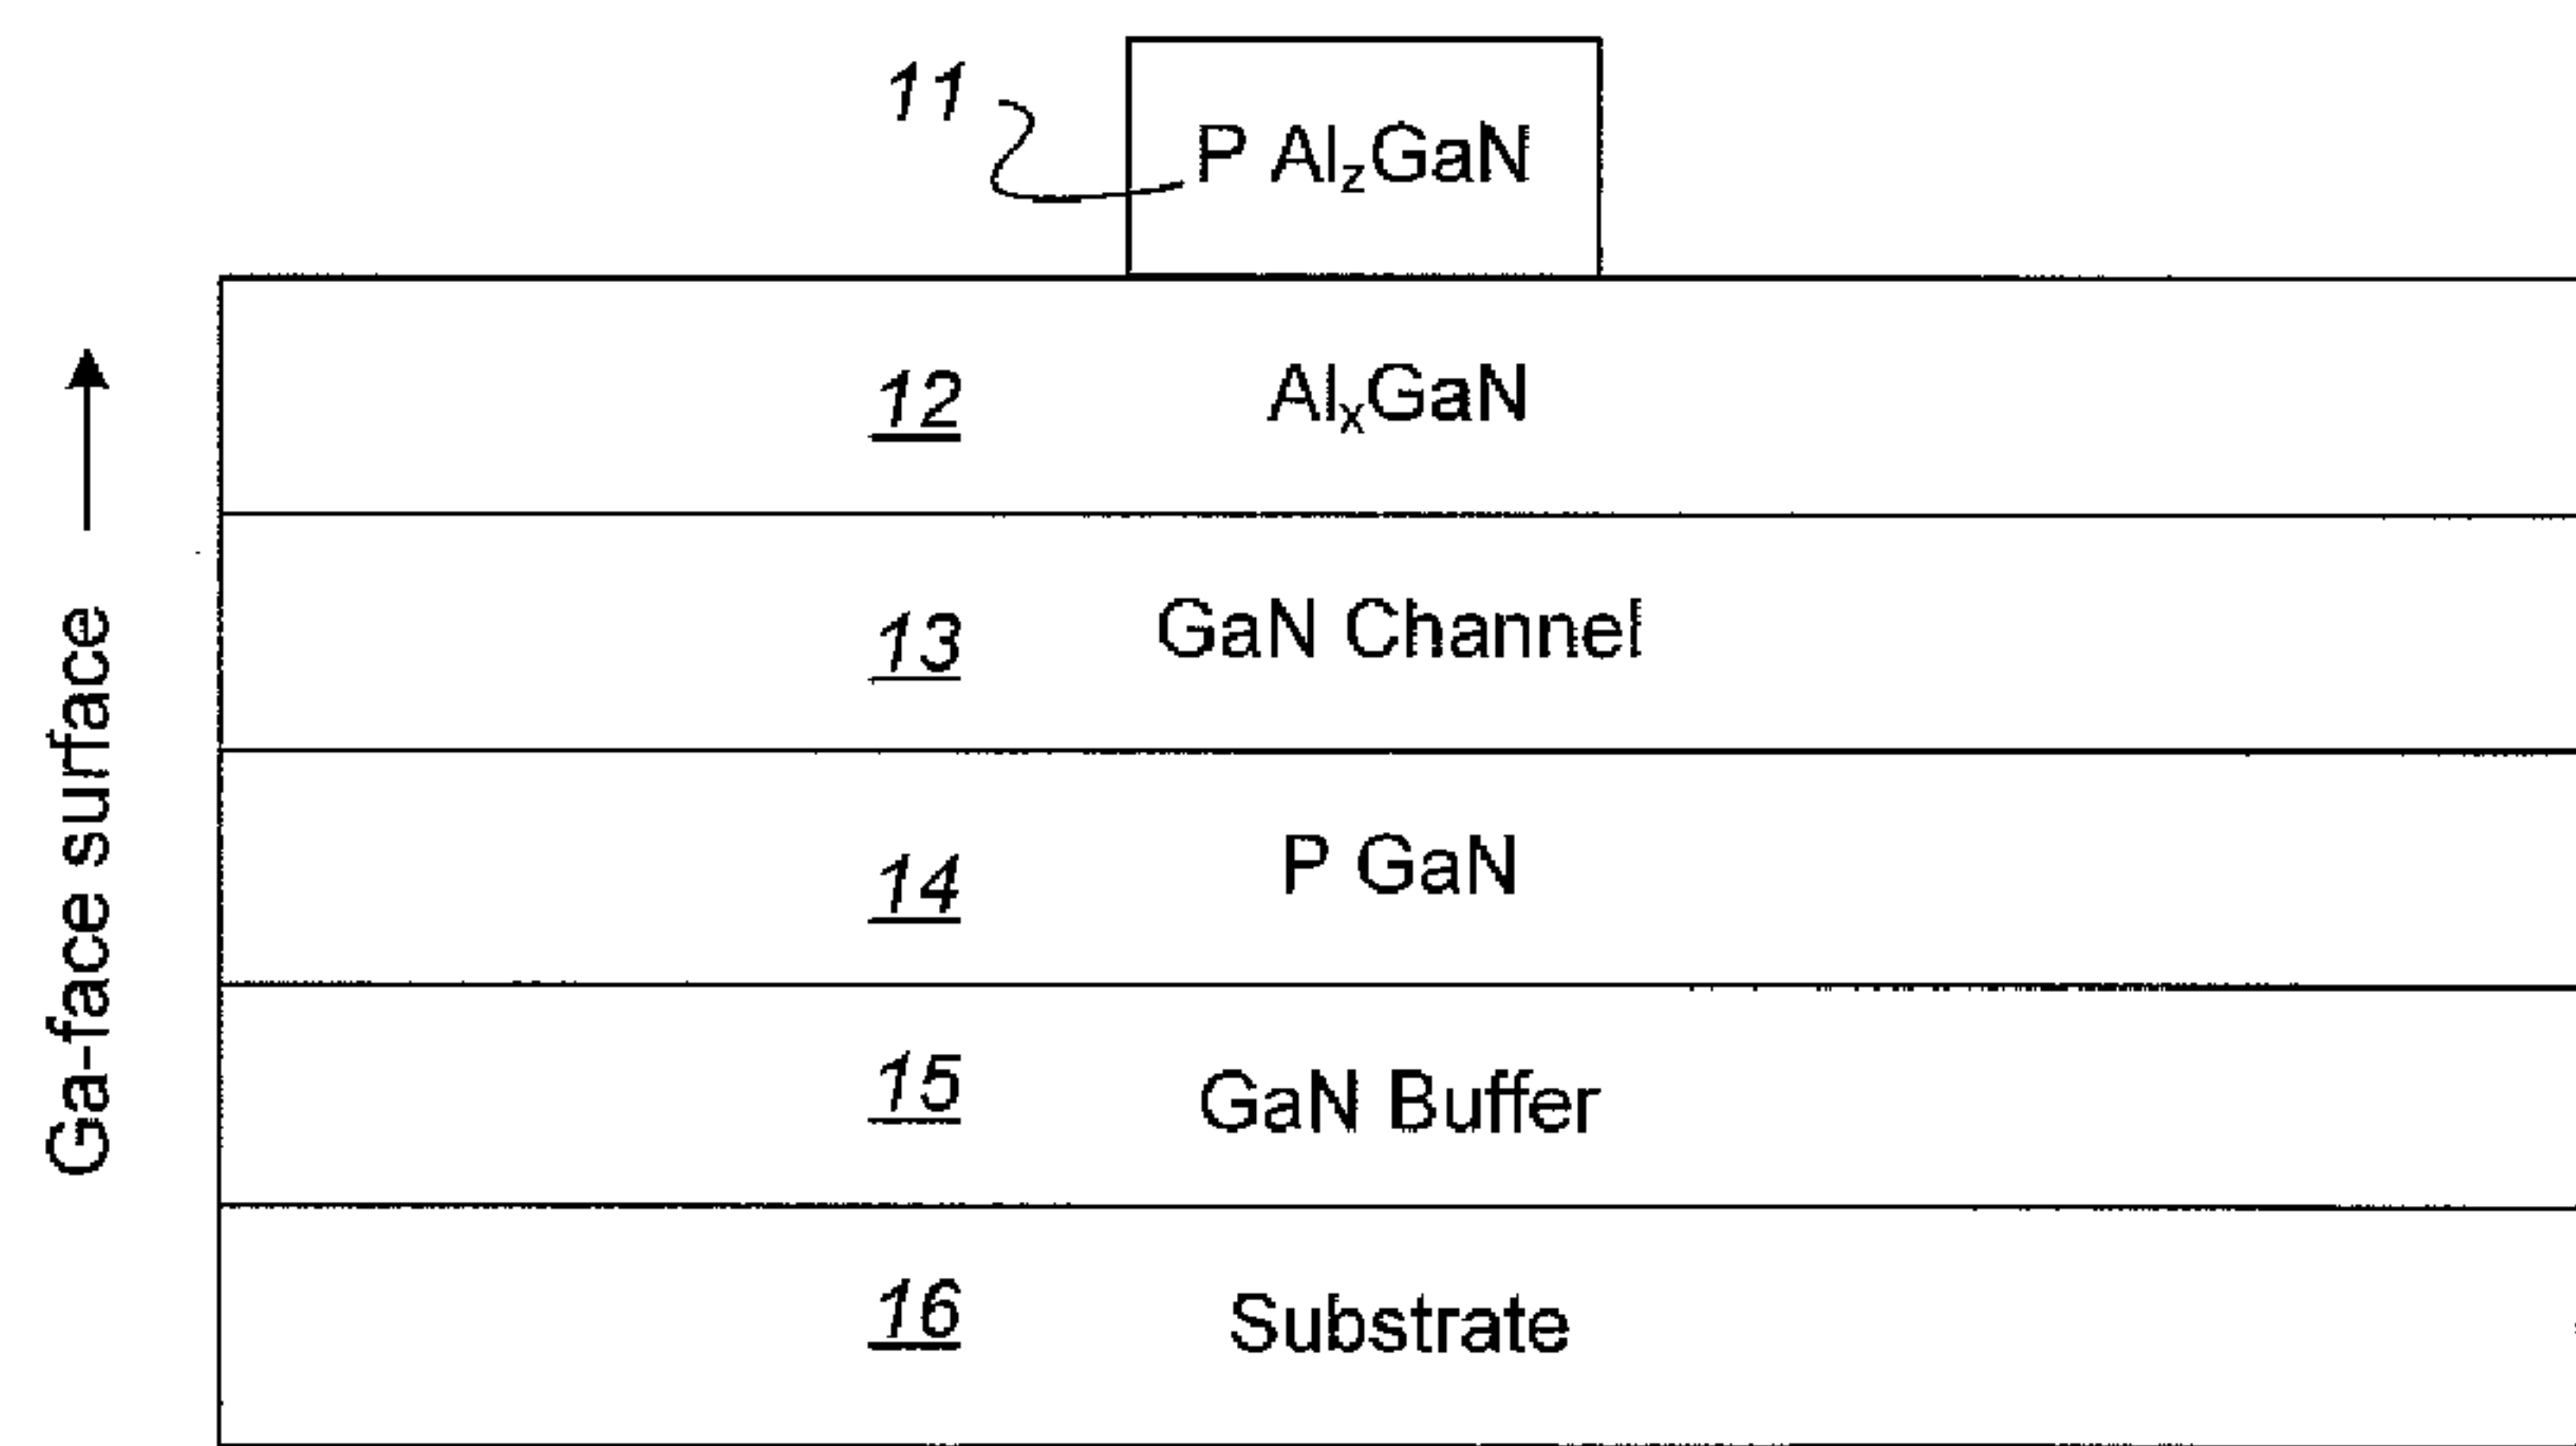 11
P AlzGaN
12
AlxGaN
13
GaN Channel
14
P GaN
15
GaN Buffer
16
Substrate
Ga-face surface